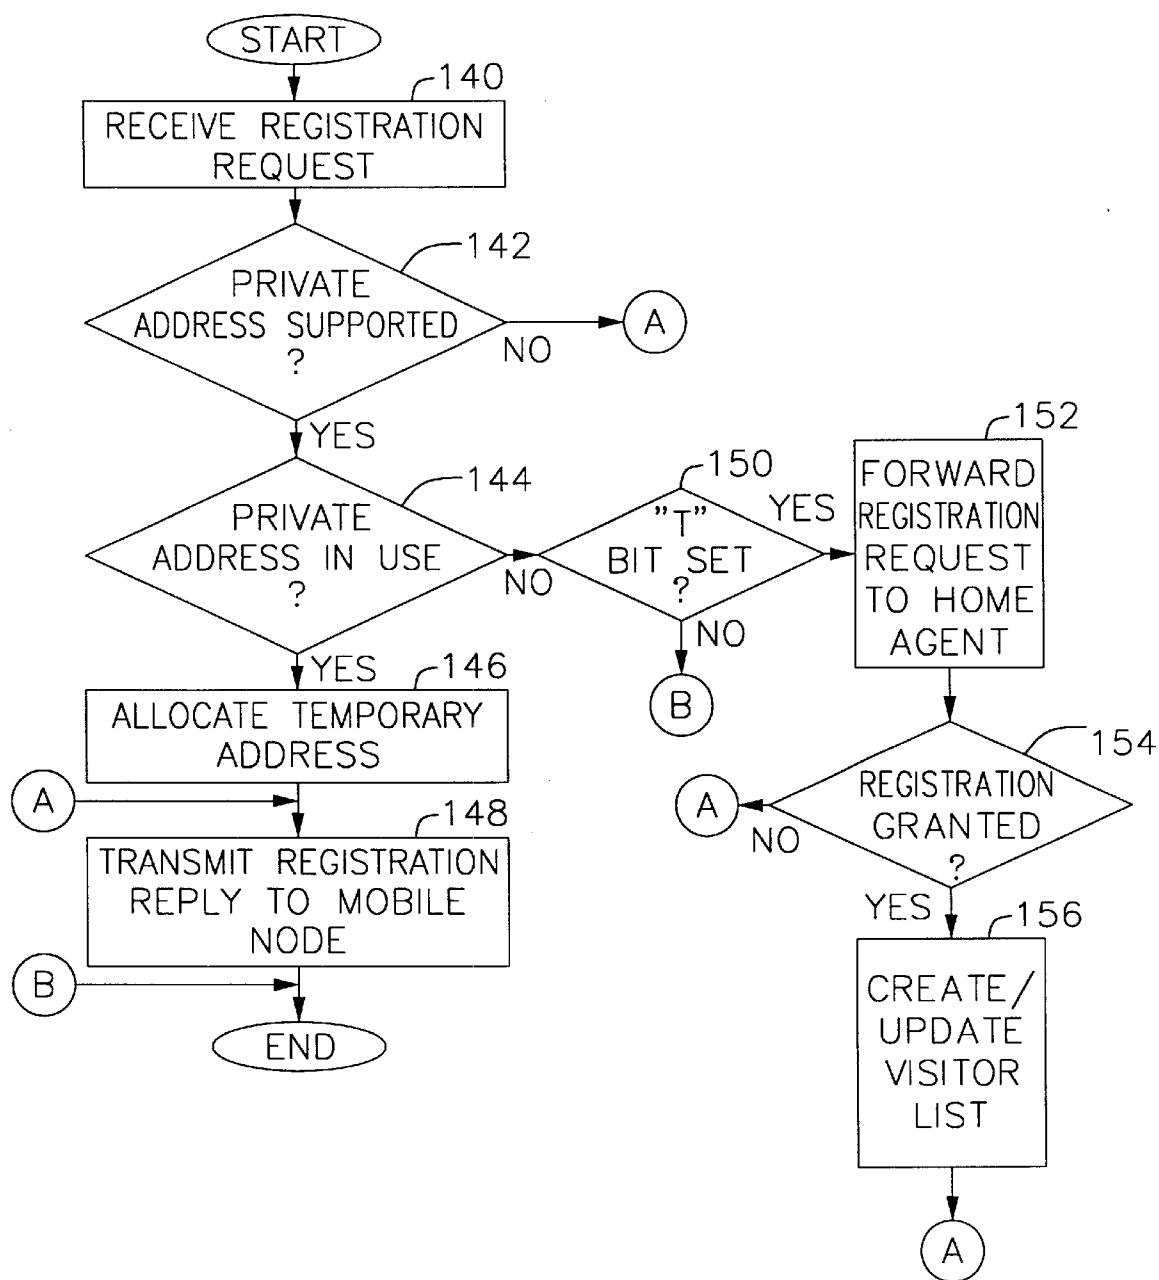 START
140
RECEIVE REGISTRATION
REQUEST
142
PRIVATE
ADDRESS SUPPORTED
?
NO
A
YES
144
PRIVATE
ADDRESS IN USE
?
NO
YES
150
"T"
BIT SET
?
YES
NO
B
152
FORWARD
REGISTRATION
REQUEST
TO HOME
AGENT
146
ALLOCATE TEMPORARY
ADDRESS
A
148
TRANSMIT REGISTRATION
REPLY TO MOBILE
NODE
B
END
154
REGISTRATION
GRANTED
?
NO
A
YES
156
CREATE/
UPDATE
VISITOR
LIST
A